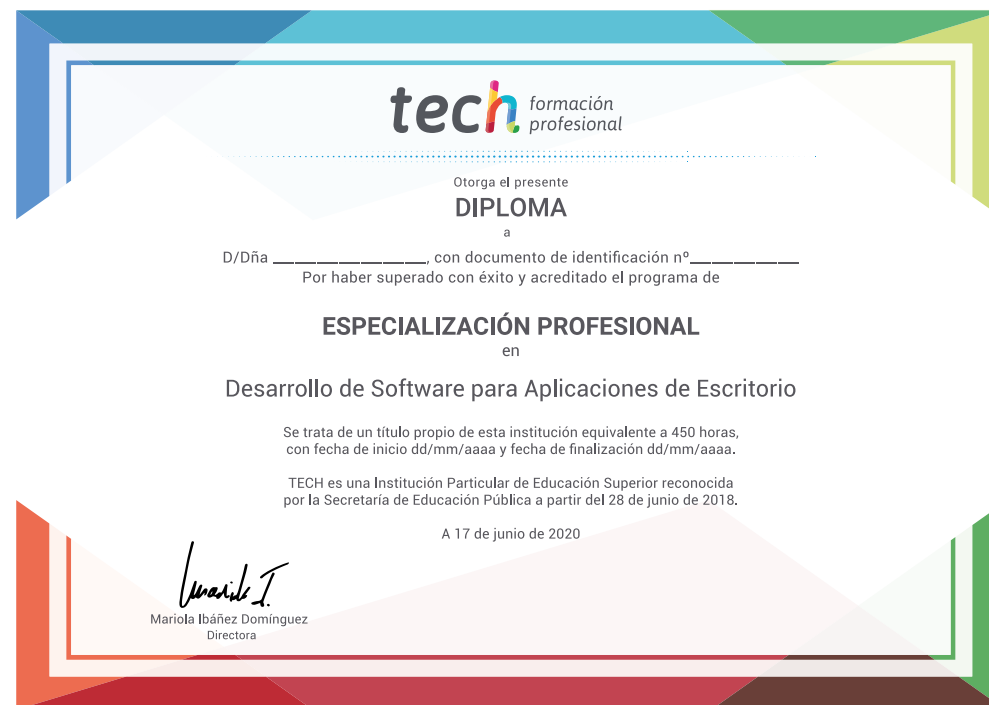 tech formación
profesional
Otorga el presente
DIPLOMA
a
D/Dña __________________, con documento de identificación nº_____________
Por haber superado con éxito y acreditado el programa de
ESPECIALIZACIÓN PROFESIONAL
en
Desarrollo de Software para Aplicaciones de Escritorio
Se trata de un título propio de esta institución equivalente a 450 horas,
con fecha de inicio dd/mm/aaaa y fecha de finalización dd/mm/aaaa.
TECH es una Institución Particular de Educación Superior reconocida
por la Secretaría de Educación Pública a partir del 28 de junio de 2018.
A 17 de junio de 2020
Mariola Ibáñez Domínguez
Directora